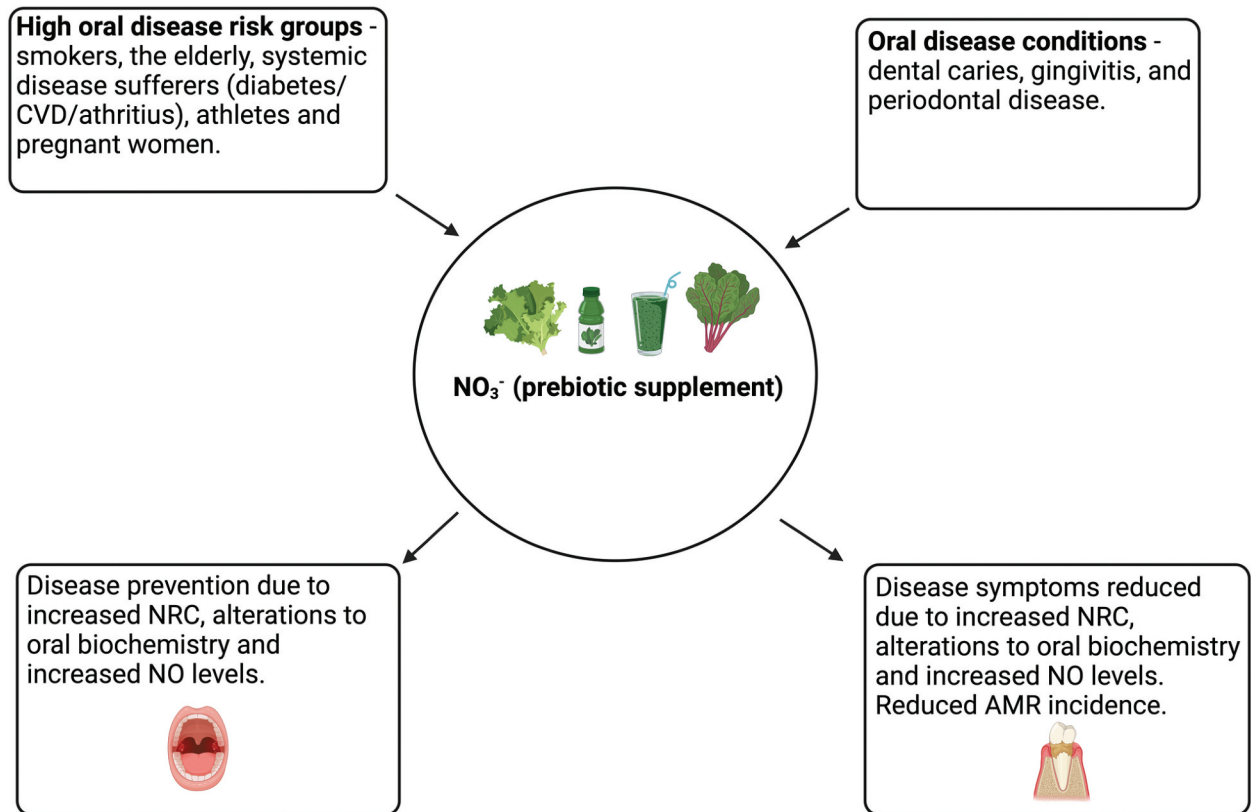 High oral disease risk groups -
smokers, the elderly, systemic
disease sufferers (diabetes/
CVD/athritius), athletes and
pregnant women.
Oral disease conditions -
dental caries, gingivitis, and
periodontal disease.
NO₃⁻ (prebiotic supplement)
Disease prevention due to
increased NRC, alterations to
oral biochemistry and
increased NO levels.
Disease symptoms reduced
due to increased NRC,
alterations to oral biochemistry
and increased NO levels.
Reduced AMR incidence.